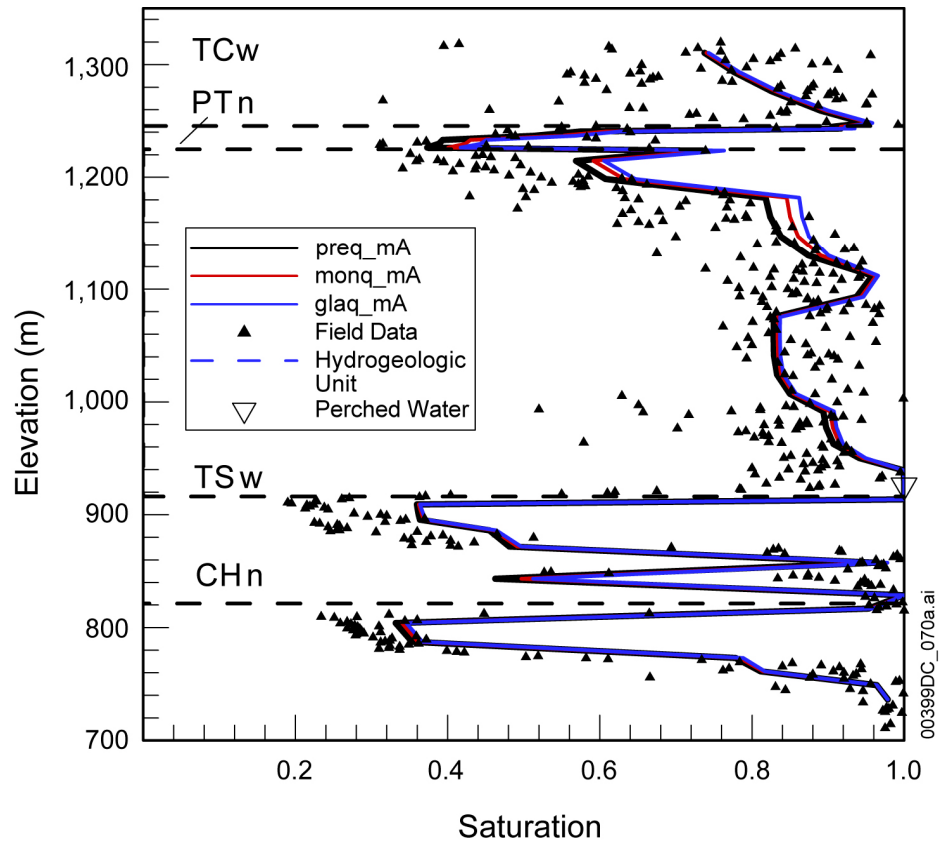 1,300
1,200
1,100
1,000
900
800
700
Elevation (m)
TCw
PTn
preq_mA
monq_mA
glaq_mA
Field Data
Hydrogeologic
Unit
Perched Water
TSw
CHn
0.2 0.4 0.6 0.8 1.0
Saturation
00399DC_070a.ai